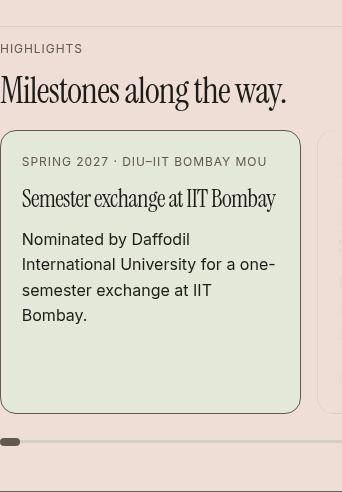 HIGHLIGHTS
Milestones along the way.
SPRING 2027 · DIU–IIT BOMBAY MOU
Semester exchange at IIT Bombay
Nominated by Daffodil
International University for a one-
semester exchange at IIT
Bombay.